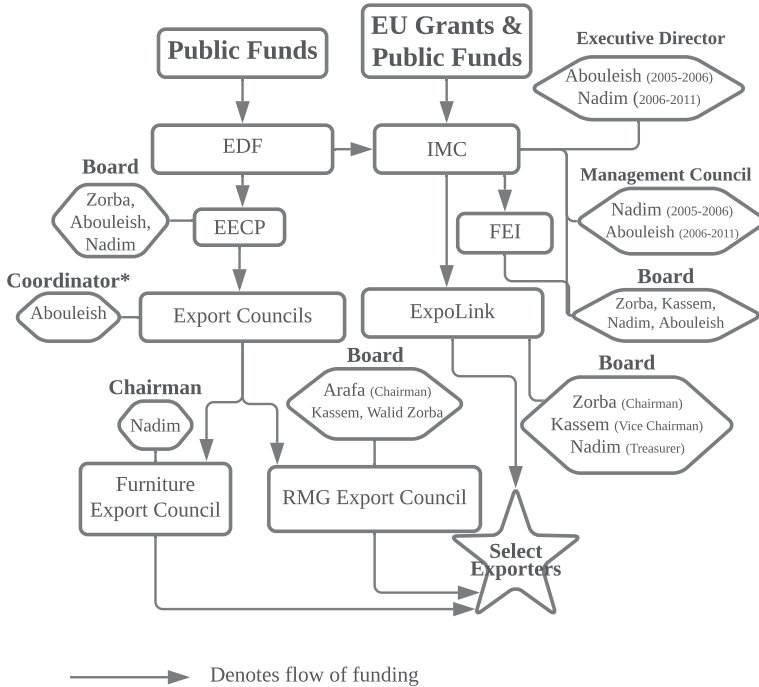 Public Funds
EU Grants &
Public Funds
Executive Director
Abouleish (2005-2006)
Nadim (2006-2011)
EDF
IMC
Board
Zorba,
Abouleish,
Nadim
EECP
FEI
Management Council
Nadim (2005-2006)
Abouleish (2006-2011)
Coordinator*
Abouleish
Export Councils
ExpoLink
Board
Zorba, Kassem,
Nadim, Abouleish
Chairman
Nadim
Board
Arafa (Chairman)
Kassem, Walid Zorba
Board
Zorba (Chairman)
Kassem (Vice Chairman)
Nadim (Treasurer)
Furniture
Export Council
RMG Export Council
Select
Exporters
Denotes flow of funding